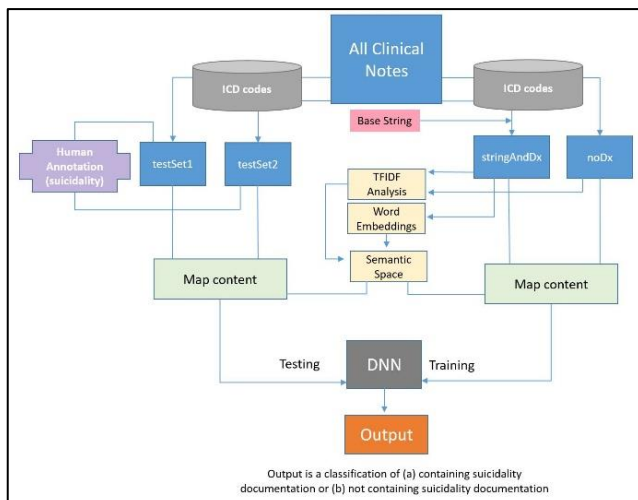 All Clinical
Notes
ICD codes
ICD codes
Base String
Human
Annotation
(suicidality)
testSet1
testSet2
stringAndDx
noDx
TFIDF
Analysis
Word
Embeddings
Semantic
Space
Map content
Map content
Testing
DNN
Training
Output
Output is a classification of (a) containing suicidality
documentation or (b) not containing suicidality documentation